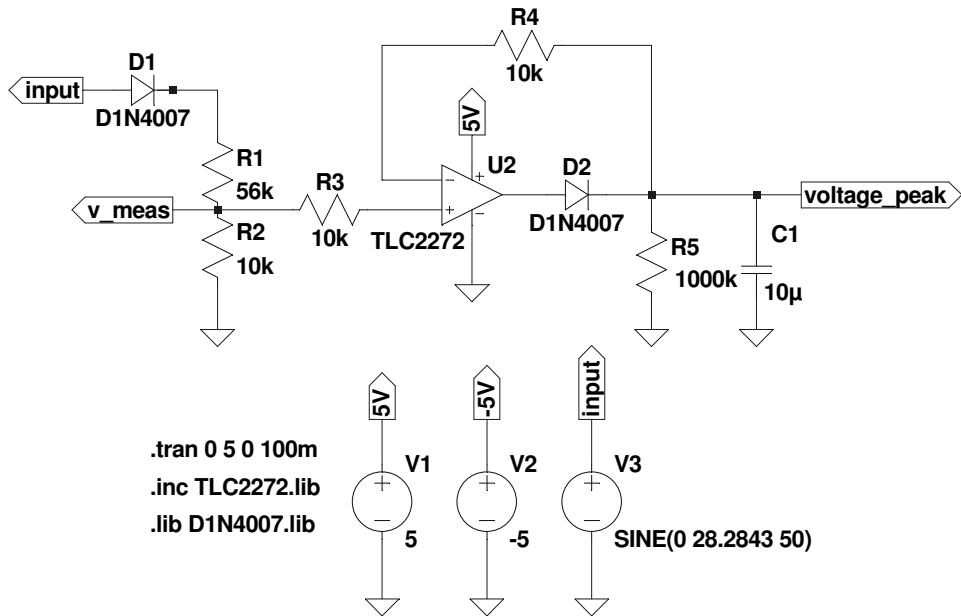 R4
10k
D1
input
D1N4007
5V
U2
R1
56k
R3
D2
v_meas
voltage_peak
10k
TLC2272
D1N4007
R2
10k
R5
1000k
C1
10µ
5V
-5V
input
.tran 0 5 0 100m
.inc TLC2272.lib
.lib D1N4007.lib
V1
5
V2
-5
V3
SINE(0 28.2843 50)